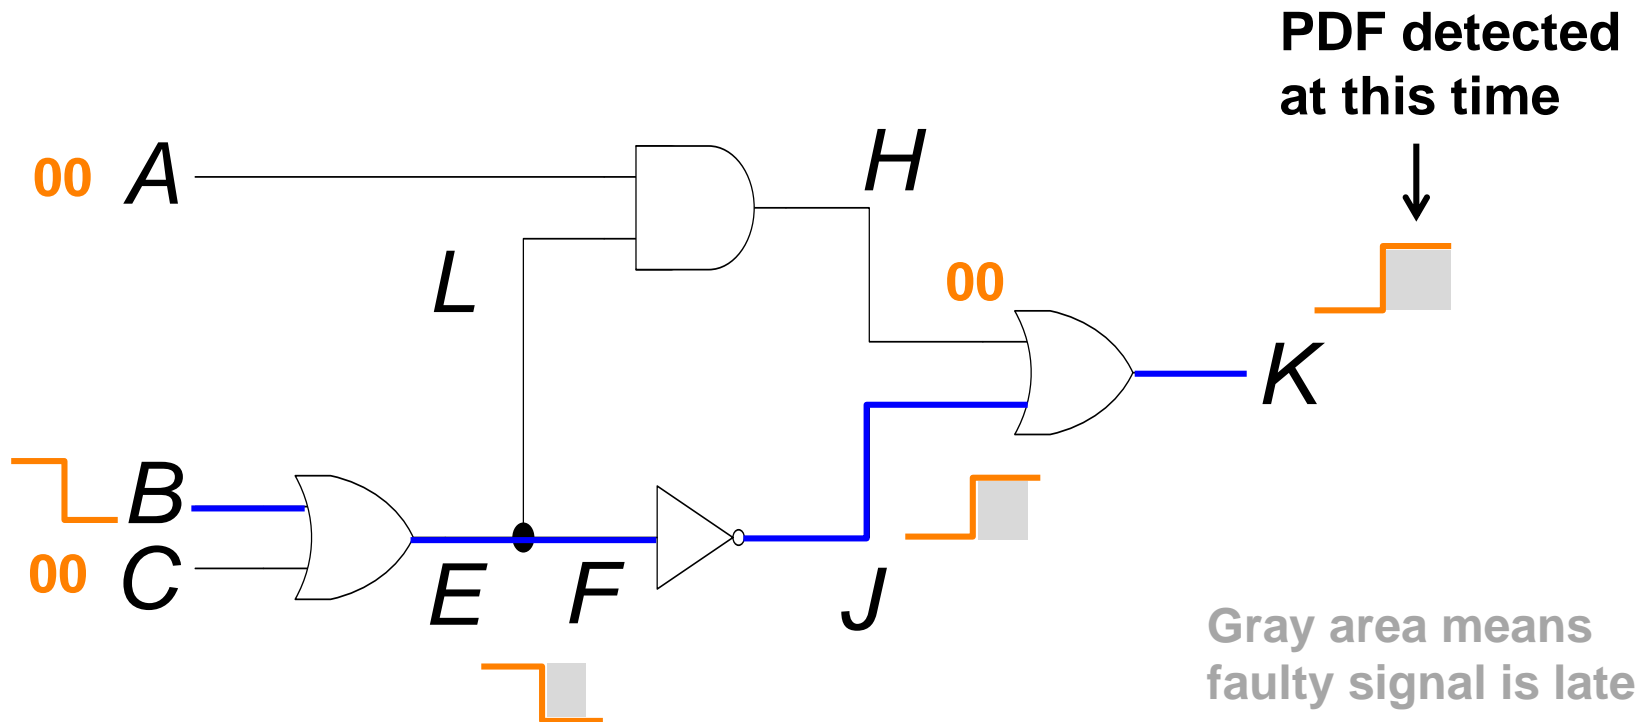 PDF detected
at this time
00 A
H
L
00
K
B
00 C
E
F
J
Gray area means
faulty signal is late